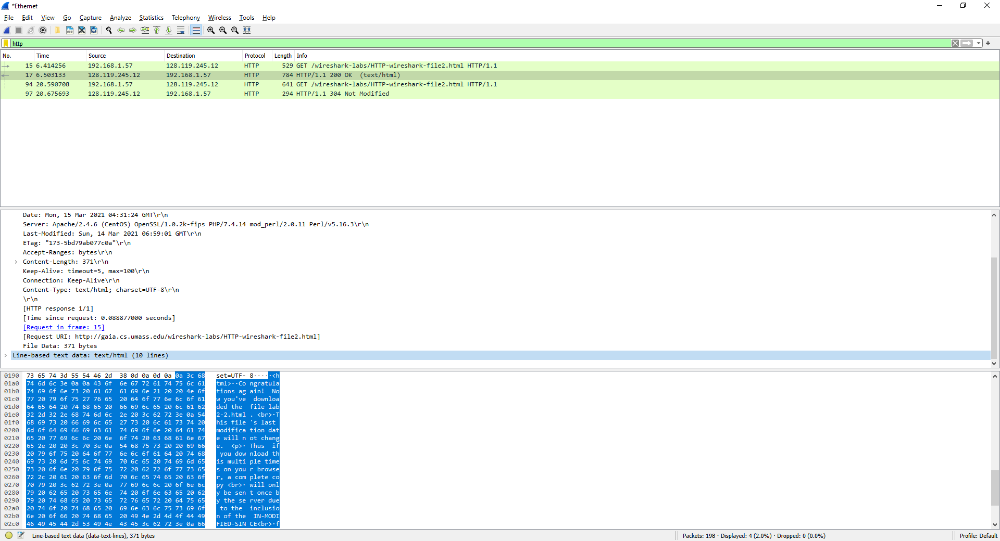 *Ethernet
File Edit View Go Capture Analyze Statistics Telephony Wireless Tools Help
http
No. Time Source Destination Protocol Length Info
15 6.414256 192.168.1.57 128.119.245.12 HTTP 529 GET /wireshark-labs/HTTP-wireshark-file2.html HTTP/1.1
17 6.503133 128.119.245.12 192.168.1.57 HTTP 784 HTTP/1.1 200 OK  (text/html)
94 20.590708 192.168.1.57 128.119.245.12 HTTP 641 GET /wireshark-labs/HTTP-wireshark-file2.html HTTP/1.1
97 20.675693 128.119.245.12 192.168.1.57 HTTP 294 HTTP/1.1 304 Not Modified
Date: Mon, 15 Mar 2021 04:31:24 GMT\r\n
Server: Apache/2.4.6 (CentOS) OpenSSL/1.0.2k-fips PHP/7.4.14 mod_perl/2.0.11 Perl/v5.16.3\r\n
Last-Modified: Sun, 14 Mar 2021 06:59:01 GMT\r\n
ETag: "173-5bd79ab077c0a"\r\n
Accept-Ranges: bytes\r\n
Content-Length: 371\r\n
Keep-Alive: timeout=5, max=100\r\n
Connection: Keep-Alive\r\n
Content-Type: text/html; charset=UTF-8\r\n
\r\n
[HTTP response 1/1]
[Time since request: 0.088877000 seconds]
[Request in frame: 15]
[Request URI: http://gaia.cs.umass.edu/wireshark-labs/HTTP-wireshark-file2.html]
File Data: 371 bytes
Line-based text data: text/html (10 lines)
0190 73 65 74 3d 55 54 46 2d 38 0d 0a 0d 0a 0a 3c 68 set=UTF- 8·····<h
01a0 74 6d 6c 3e 0a 0a 43 6f 6e 67 72 61 74 75 6c 61 tml>··Co ngratula
01b0 74 69 6f 6e 73 20 61 67 61 69 6e 21 20 20 4e 6f tions ag ain!  No
01c0 77 20 79 6f 75 27 76 65 20 64 6f 77 6e 6c 6f 61 w you've  downloa
01d0 64 65 64 20 74 68 65 20 66 69 6c 65 20 6c 61 62 ded the  file lab
01e0 32 2d 32 2e 68 74 6d 6c 2e 20 3c 62 72 3e 0a 54 2-2.html . <br>·T
01f0 68 69 73 20 66 69 6c 65 27 73 20 6c 61 73 74 20 his file 's last
0200 6d 6f 64 69 66 69 63 61 74 69 6f 6e 20 64 61 74 modifica tion dat
0210 65 20 77 69 6c 6c 20 6e 6f 74 20 63 68 61 6e 67 e will n ot chang
0220 65 2e 20 20 3c 70 3e 0a 54 68 75 73 20 20 69 66 e.  <p>· Thus  if
0230 20 79 6f 75 20 64 6f 77 6e 6c 6f 61 64 20 74 68 you dow nload th
0240 69 73 20 6d 75 6c 74 69 70 6c 65 20 74 69 6d 65 is multi ple time
0250 73 20 6f 6e 20 79 6f 75 72 20 62 72 6f 77 73 65 s on you r browse
0260 72 2c 20 61 20 63 6f 6d 70 6c 65 74 65 20 63 6f r, a com plete co
0270 70 79 20 3c 62 72 3e 0a 77 69 6c 6c 20 6f 6e 6c py <br>· will onl
0280 79 20 62 65 20 73 65 6e 74 20 6f 6e 63 65 20 62 y be sen t once b
0290 79 20 74 68 65 20 73 65 72 76 65 72 20 64 75 65 y the se rver due
02a0 20 74 6f 20 74 68 65 20 69 6e 63 6c 75 73 69 6f to the  inclusio
02b0 6e 20 6f 66 20 74 68 65 20 49 4e 2d 4d 4f 44 49 n of the  IN-MODI
02c0 46 49 45 44 2d 53 49 4e 43 45 3c 62 72 3e 0a 66 FIED-SIN CE<br>·f
Line-based text data (data-text-lines), 371 bytes
Packets: 198 · Displayed: 4 (2.0%) · Dropped: 0 (0.0%)
Profile: Default